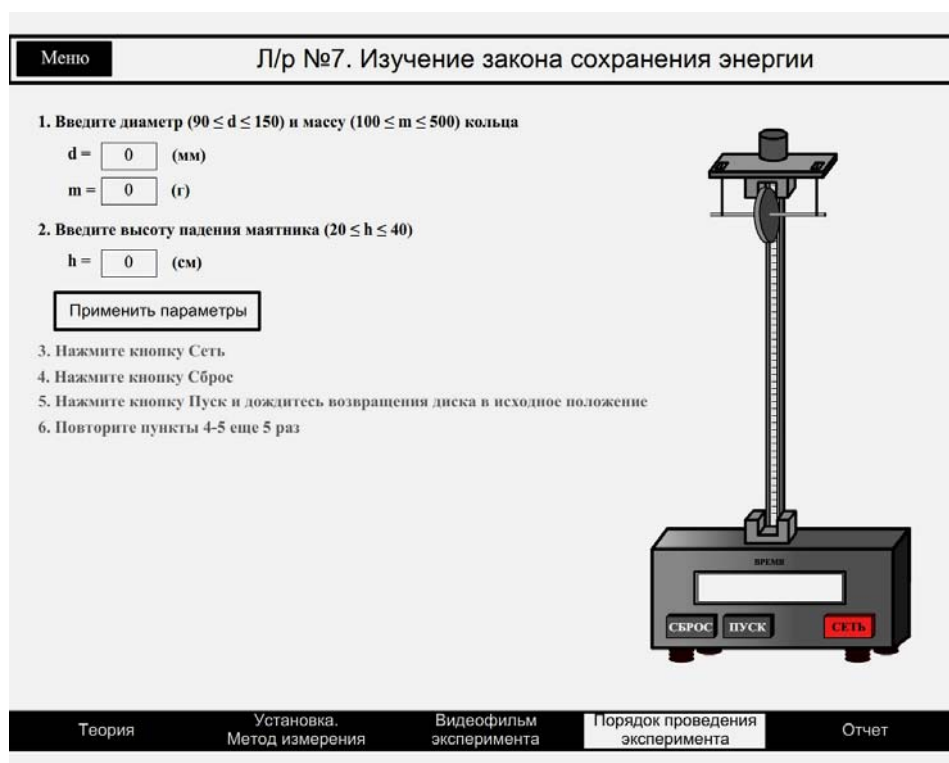 Меню
Л/р №7. Изучение закона сохранения энергии
1. Введите диаметр (90 ≤ d ≤ 150) и массу (100 ≤ m ≤ 500) кольца
d = 0 (мм)
m = 0 (г)
2. Введите высоту падения маятника (20 ≤ h ≤ 40)
h = 0 (см)
Применить параметры
3. Нажмите кнопку Сеть
4. Нажмите кнопку Сброс
5. Нажмите кнопку Пуск и дождитесь возвращения диска в исходное положение
6. Повторите пункты 4-5 еще 5 раз
ВРЕМЯ
СБРОС ПУСК СЕТЬ
Теория
Установка.
Метод измерения
Видеофильм
эксперимента
Порядок проведения
эксперимента
Отчет